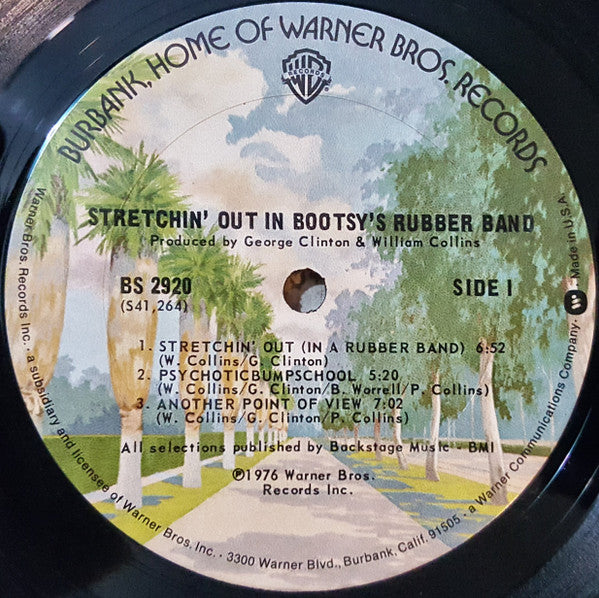 BURBANK, HOME OF WARNER BROS. RECORDS
WB
RECORDS
STRETCHIN' OUT IN BOOTSY'S RUBBER BAND
Produced by George Clinton & William Collins
BS 2920
(S41,264)
SIDE I
1. STRETCHIN' OUT (IN A RUBBER BAND) 6:52
(W. Collins/G. Clinton)
2. PSYCHOTICBUMPSCHOOL 5:20
(W. Collins/G. Clinton/B. Worrell/P. Collins)
3. ANOTHER POINT OF VIEW 7:02
(W. Collins/G. Clinton/P. Collins)
All selections published by Backstage Music - BMI
℗1976 Warner Bros.
Records Inc.
Warner Bros. Records Inc. · a subsidiary and licensee of Warner Bros. Inc. · 3300 Warner Blvd., Burbank, Calif. 91505 · a Warner Communications Company · Made in U.S.A.